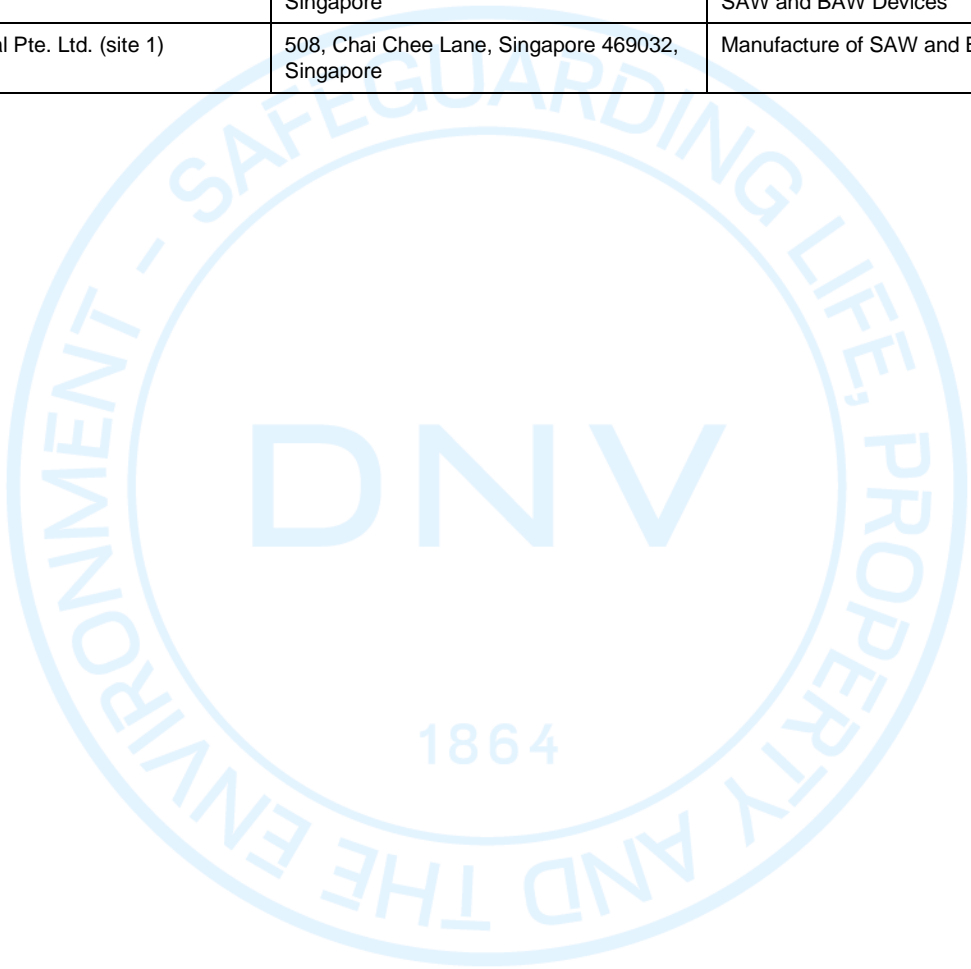 Singapore
SAW and BAW Devices
l Pte. Ltd. (site 1)
508, Chai Chee Lane, Singapore 469032,
Singapore
Manufacture of SAW and
SAFEGUARDING LIFE, PROPERTY AND THE ENVIRONMENT -
DNV
1864